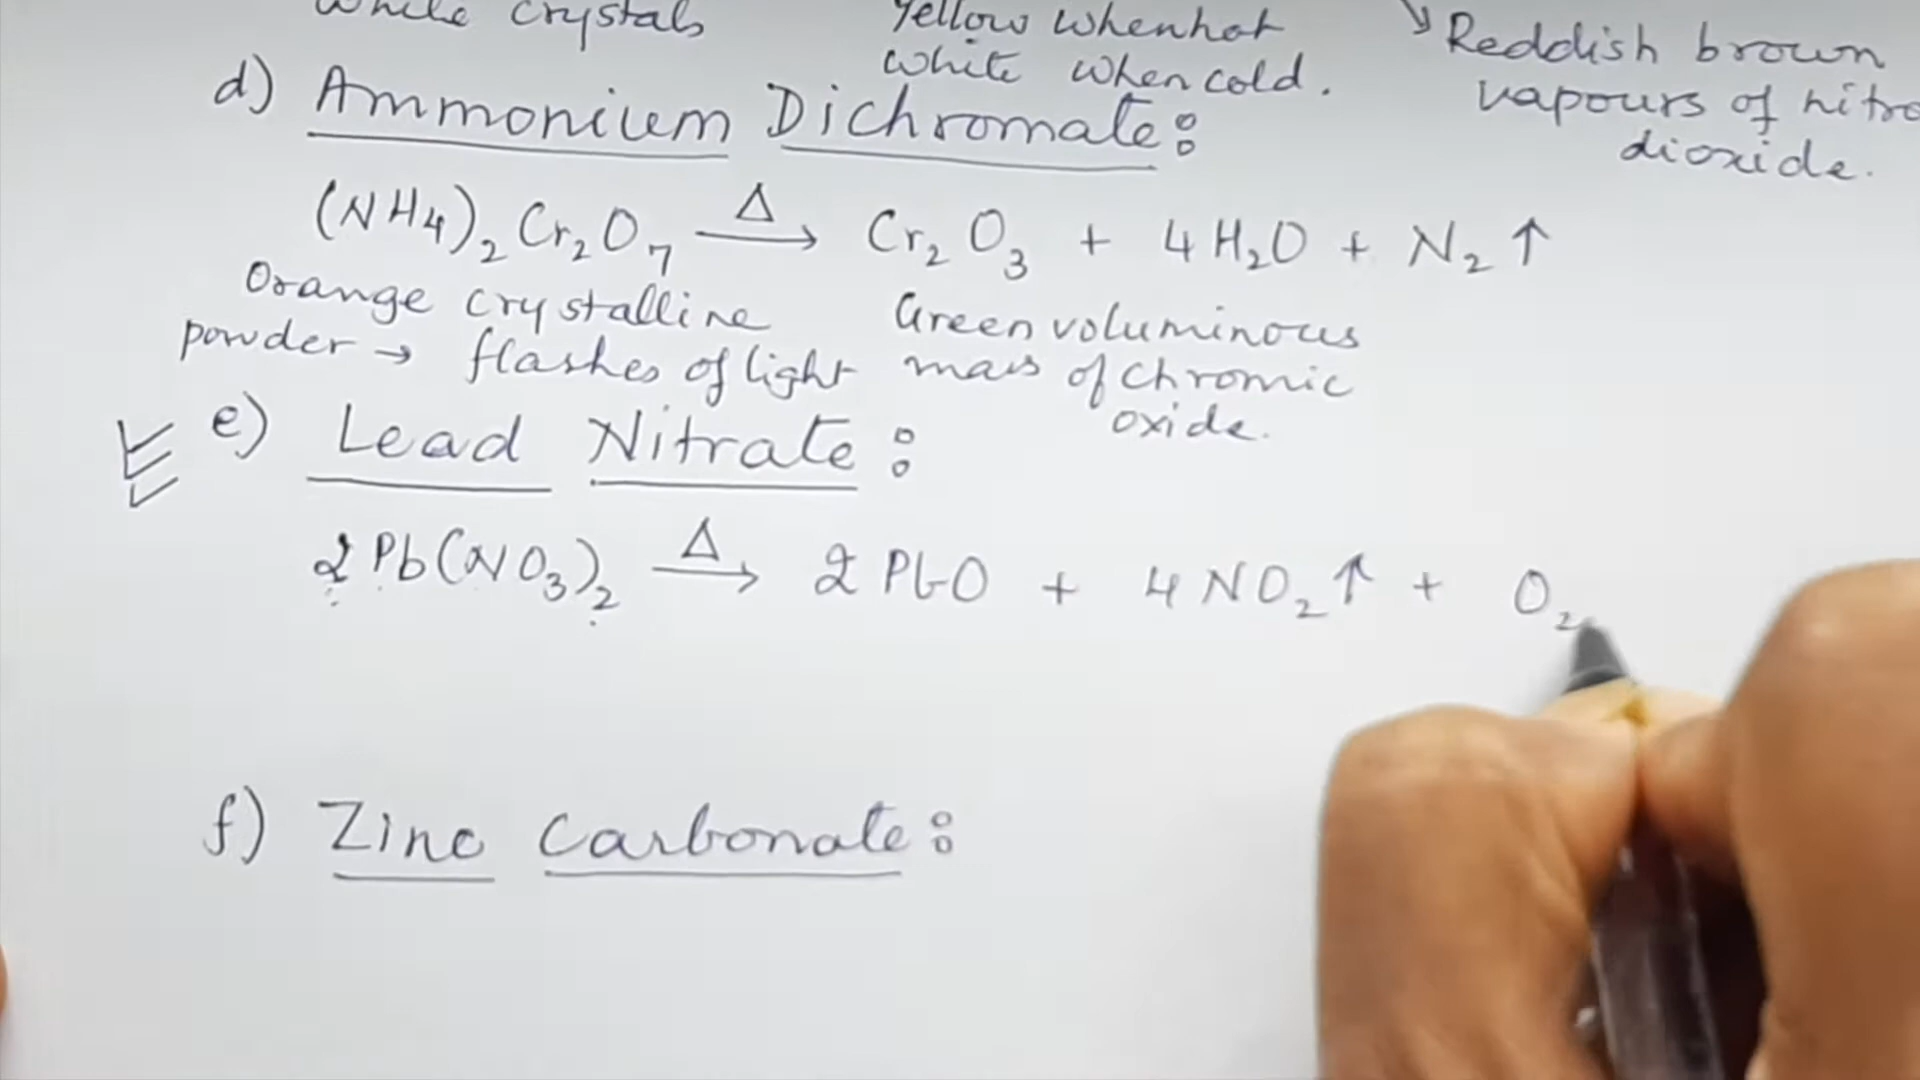 White crystals
Yellow when hot
white when cold.
Reddish brown
vapours of nitro
dioxide.
d) Ammonium Dichromate:
(NH4)₂Cr₂O₇ —Δ→ Cr₂O₃ + 4H₂O + N₂↑
Orange crystalline
powder → flashes of light
Green voluminous
mass of chromic
oxide.
e) Lead Nitrate:
2Pb(NO₃)₂ —Δ→ 2PbO + 4NO₂↑ + O₂
f) Zinc Carbonate: